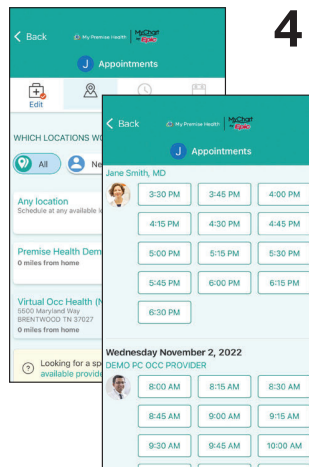 4
Back
My Premise Health
MyChart
by Epic
J Appointments
Edit
WHICH LOCATIONS WO
All
Ne
Any location
Schedule at any available lo
Premise Health Dem
0 miles from home
Virtual Occ Health (N
5500 Maryland Way
BRENTWOOD TN 37027
0 miles from home
Looking for a sp
available provide
Back
My Premise Health
MyChart
by Epic
J Appointments
Jane Smith, MD
3:30 PM 3:45 PM 4:00 PM
4:15 PM 4:30 PM 4:45 PM
5:00 PM 5:15 PM 5:30 PM
5:45 PM 6:00 PM 6:15 PM
6:30 PM
Wednesday November 2, 2022
DEMO PC OCC PROVIDER
8:00 AM 8:15 AM 8:30 AM
8:45 AM 9:00 AM 9:15 AM
9:30 AM 9:45 AM 10:00 AM